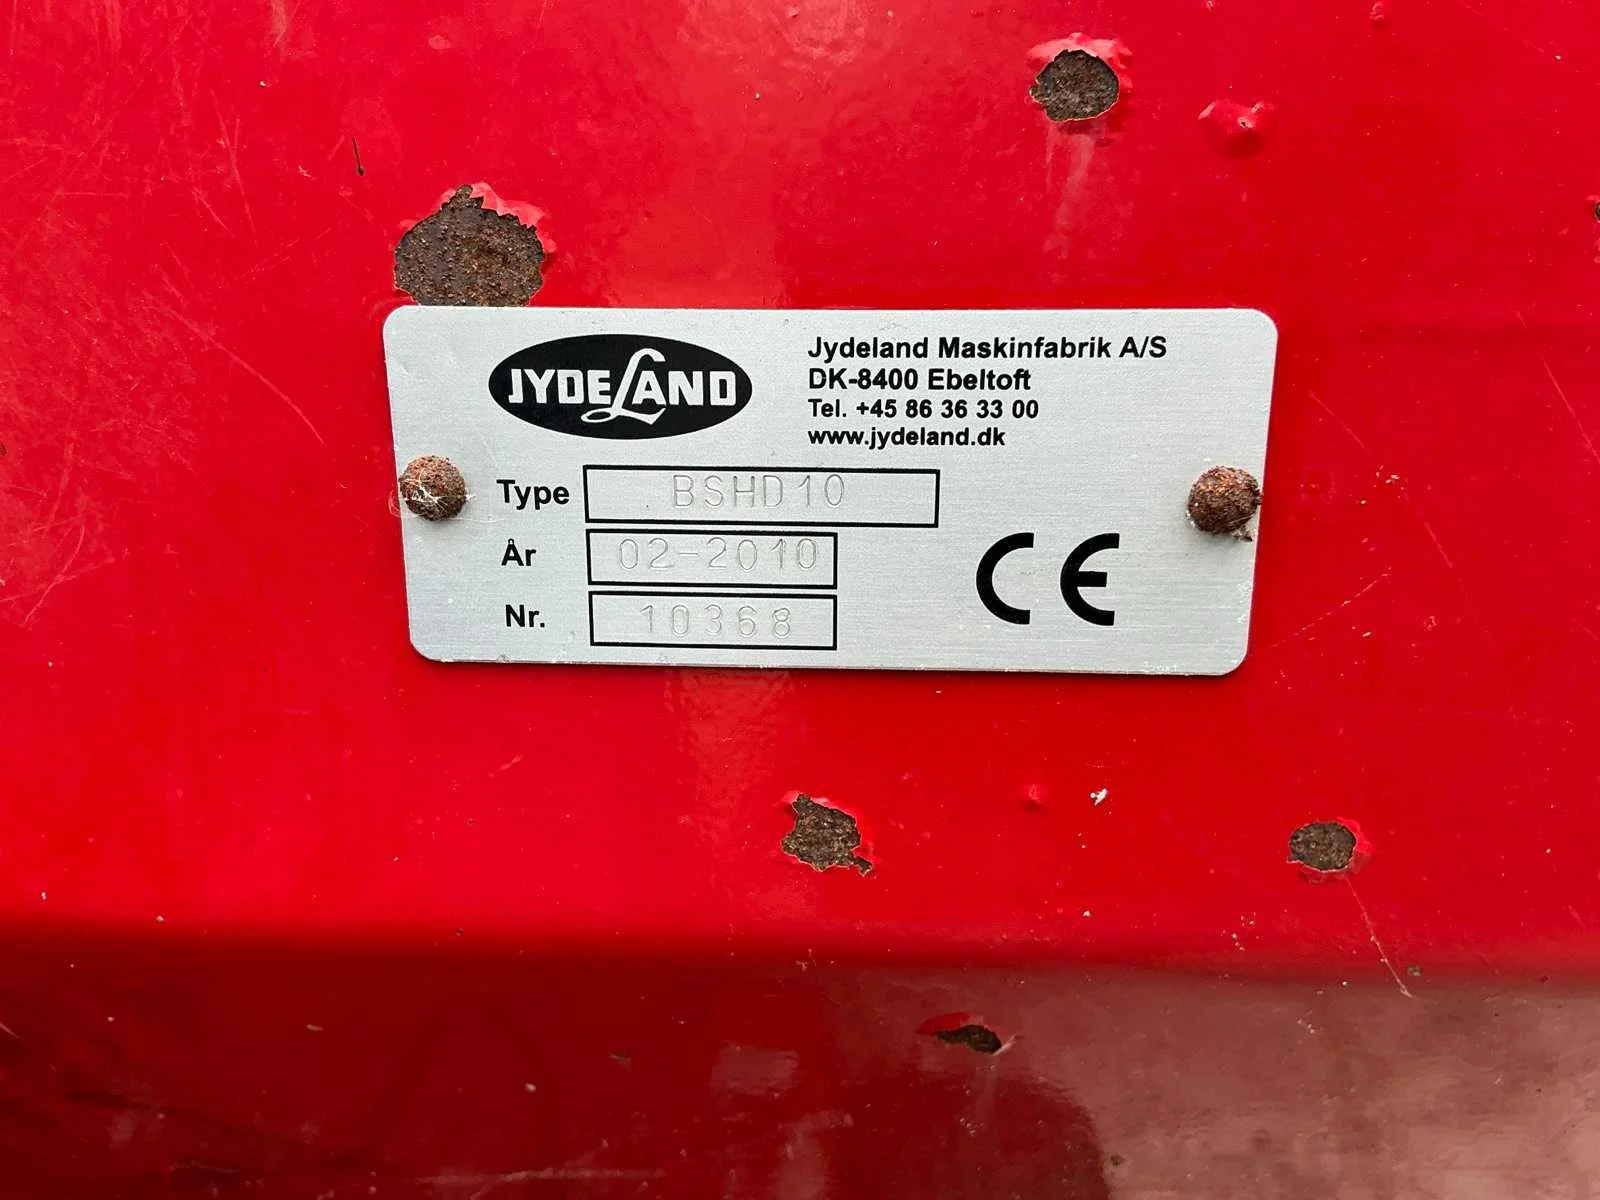 JYDELAND
Jydeland Maskinfabrik A/S
DK-8400 Ebeltoft
Tel. +45 86 36 33 00
www.jydeland.dk
Type BSHD10
År 02-2010
Nr. 10368
CE